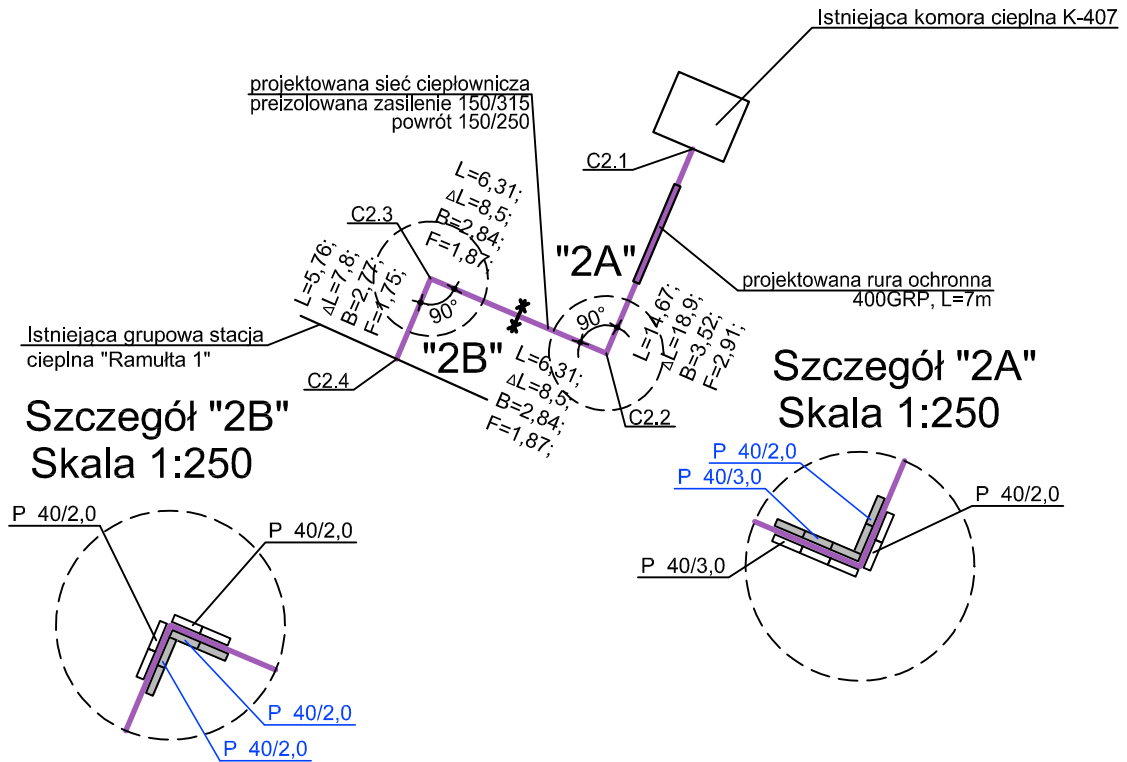 Istniejąca komora cieplna K-407
projektowana sieć ciepłownicza
preizolowana zasilenie 150/315
powrót 150/250
C2.1
L=6,31;
ΔL=8,5;
B=2,84;
F=1,87;
C2.3
"2A"
L=5,76;
ΔL=7,8;
B=2,77;
F=1,75;
90°
90°
projektowana rura ochronna
400GRP, L=7m
L=14,67;
ΔL=18,9;
B=3,52;
F=2,91;
Istniejąca grupowa stacja
cieplna "Ramułta 1"
"2B"
L=6,31;
ΔL=8,5;
B=2,84;
F=1,87;
C2.4
C2.2
Szczegół "2A"
Skala 1:250
Szczegół "2B"
Skala 1:250
P 40/2,0
P 40/3,0
P 40/2,0
P 40/3,0
P 40/2,0
P 40/2,0
P 40/2,0
P 40/2,0